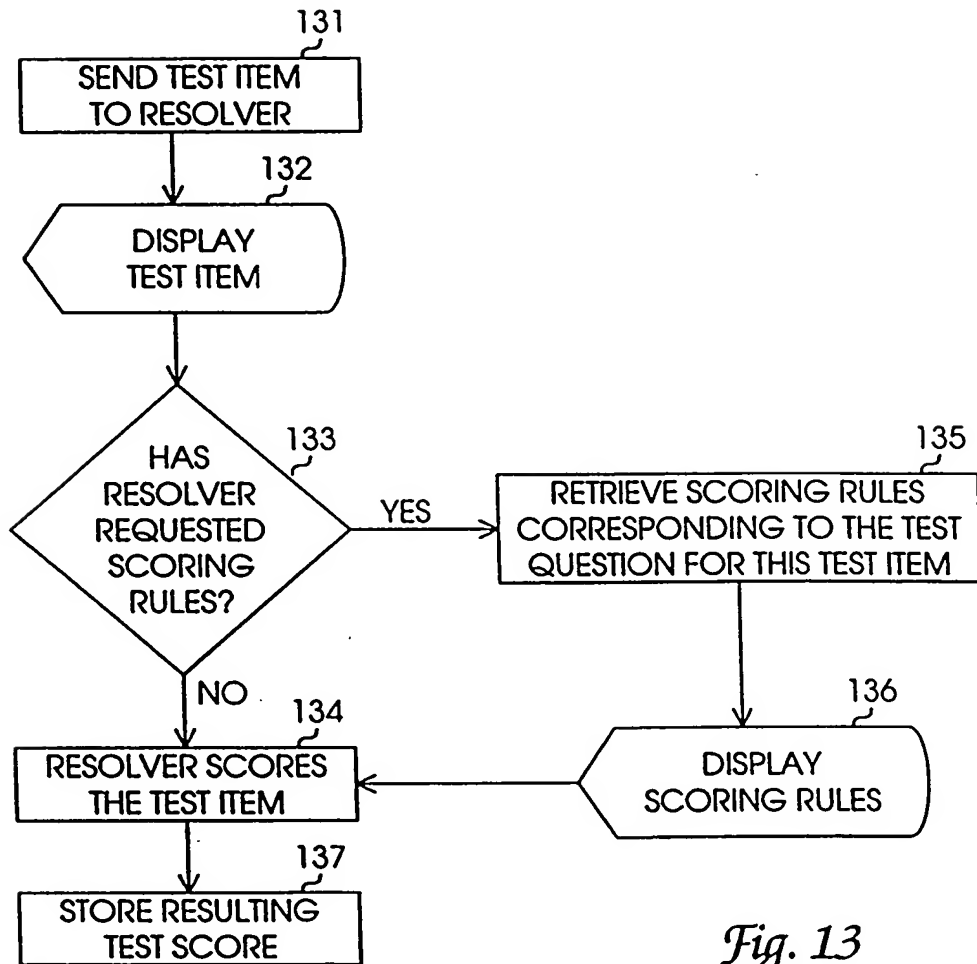 131
SEND TEST ITEM
TO RESOLVER
132
DISPLAY
TEST ITEM
133
HAS
RESOLVER
REQUESTED
SCORING
RULES?
YES
135
RETRIEVE SCORING RULES
CORRESPONDING TO THE TEST
QUESTION FOR THIS TEST ITEM
NO
134
RESOLVER SCORES
THE TEST ITEM
136
DISPLAY
SCORING RULES
137
STORE RESULTING
TEST SCORE
Fig. 13